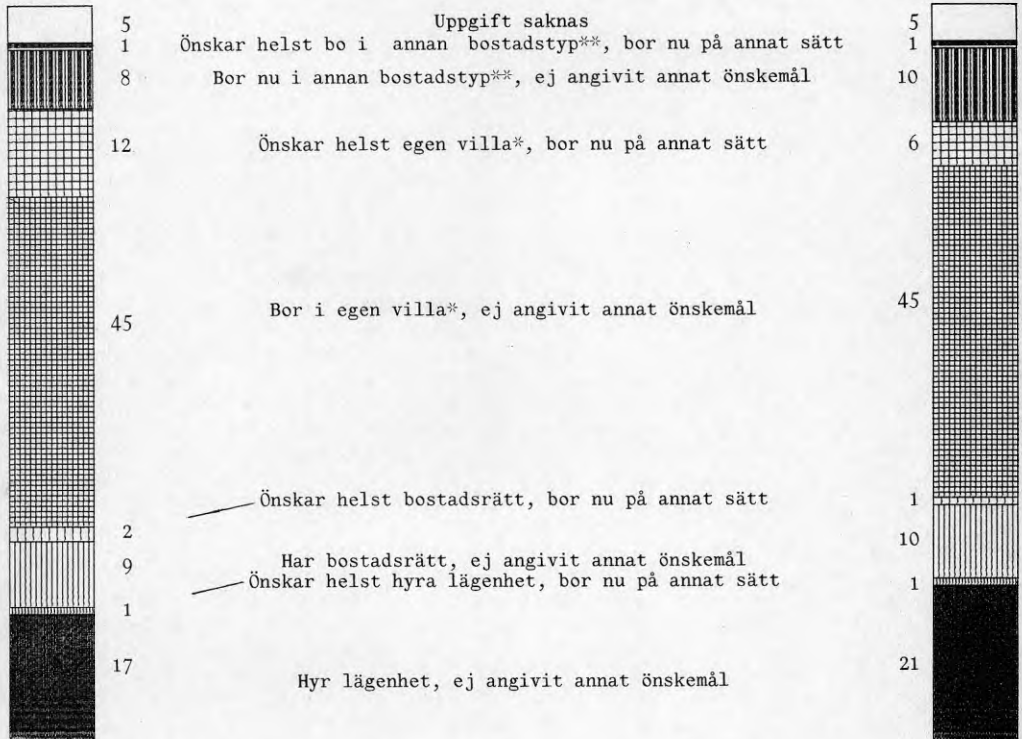 5 Uppgift saknas 5
1 Önskar helst bo i annan bostadstyp**, bor nu på annat sätt 1
8 Bor nu i annan bostadstyp**, ej angivit annat önskemål 10
12 Önskar helst egen villa*, bor nu på annat sätt 6
45 Bor i egen villa*, ej angivit annat önskemål 45
2 Önskar helst bostadsrätt, bor nu på annat sätt 1
9 Har bostadsrätt, ej angivit annat önskemål 10
1 Önskar helst hyra lägenhet, bor nu på annat sätt 1
17 Hyr lägenhet, ej angivit annat önskemål 21